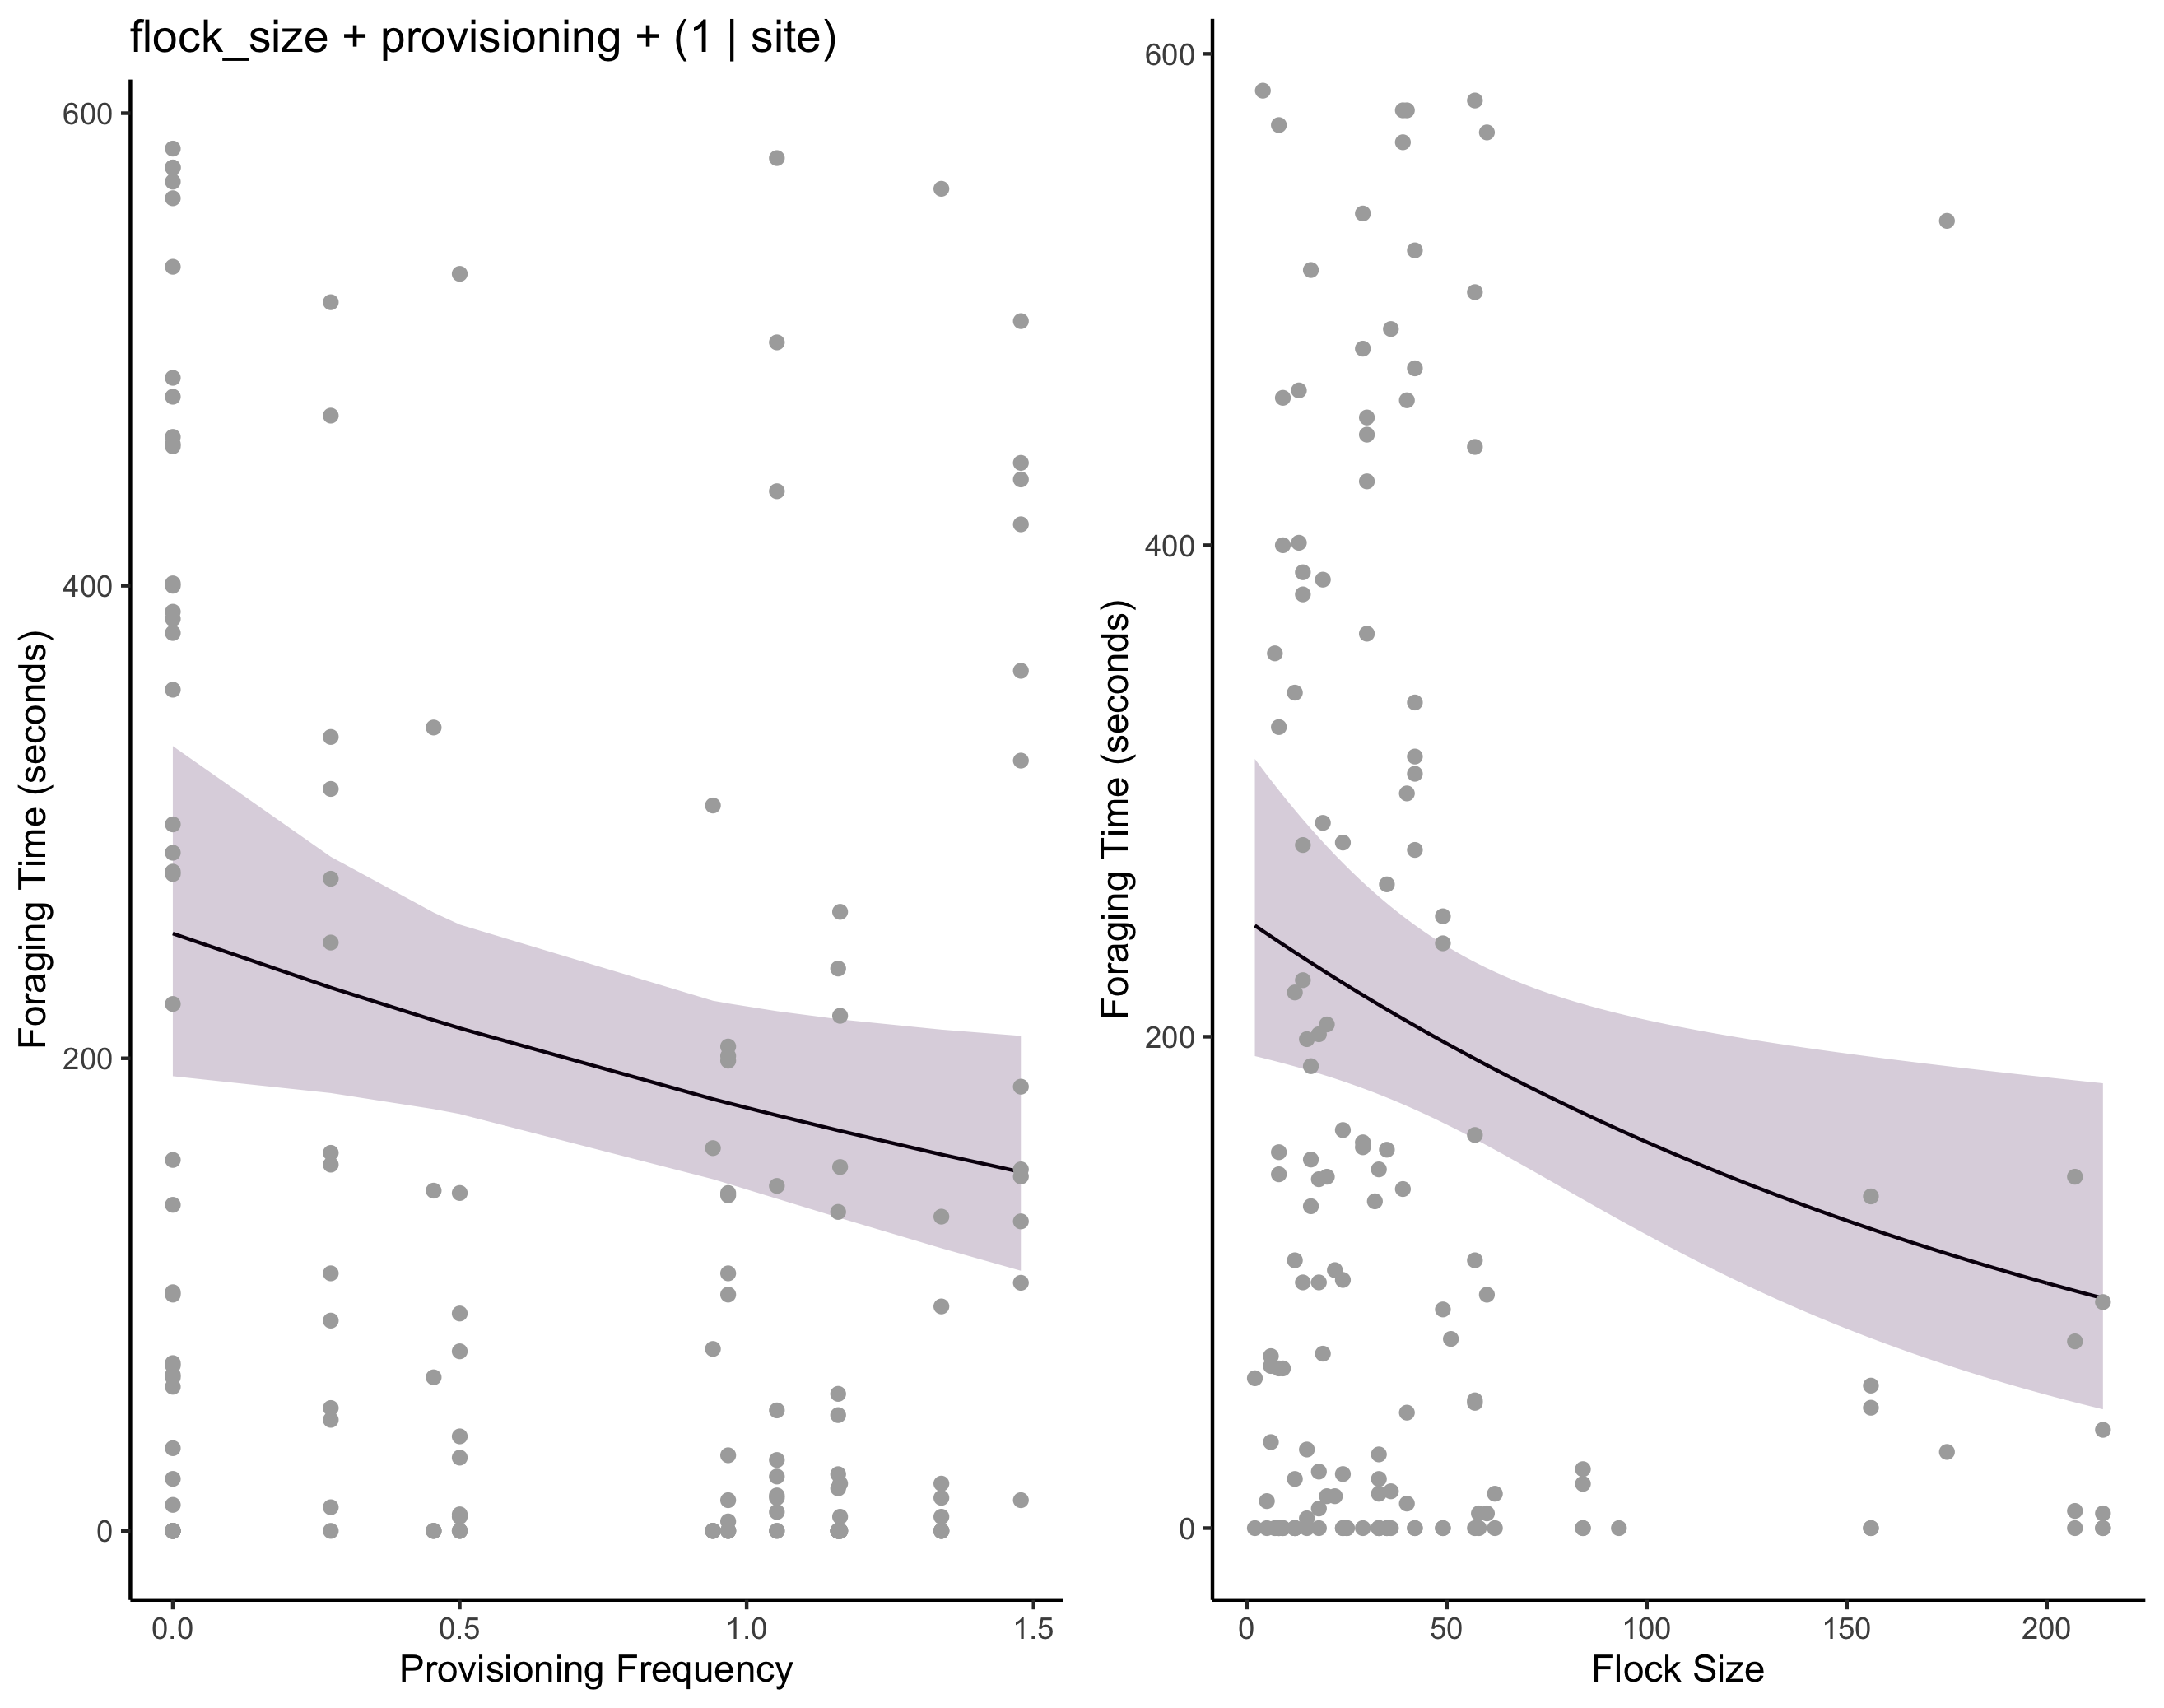 flock_size + provisioning + (1 | site)
600
400
200
0
Foraging Time (seconds)
0.0 0.5 1.0 1.5
Provisioning Frequency
600
400
200
0
Foraging Time (seconds)
0 50 100 150 200
Flock Size